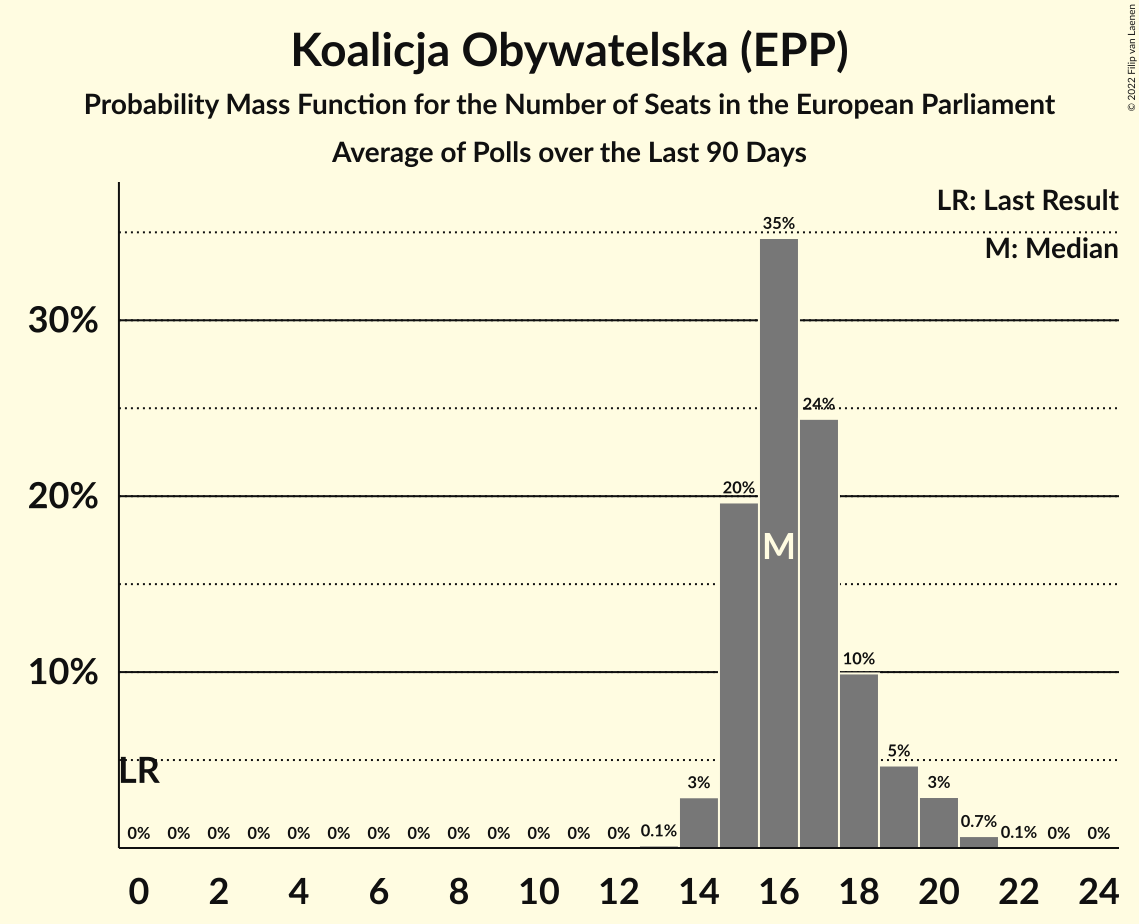 Koalicja Obywatelska (EPP)
Probability Mass Function for the Number of Seats in the European Parliament
Average of Polls over the Last 90 Days
© 2022 Filip van Laenen
LR: Last Result
M: Median
35%
30%
24%
20%
20%
M
10%
10%
5%
LR
3%
3%
0% 0% 0% 0% 0% 0% 0% 0% 0% 0% 0% 0% 0% 0.1% 0.7% 0.1% 0% 0%
0 2 4 6 8 10 12 14 16 18 20 22 24